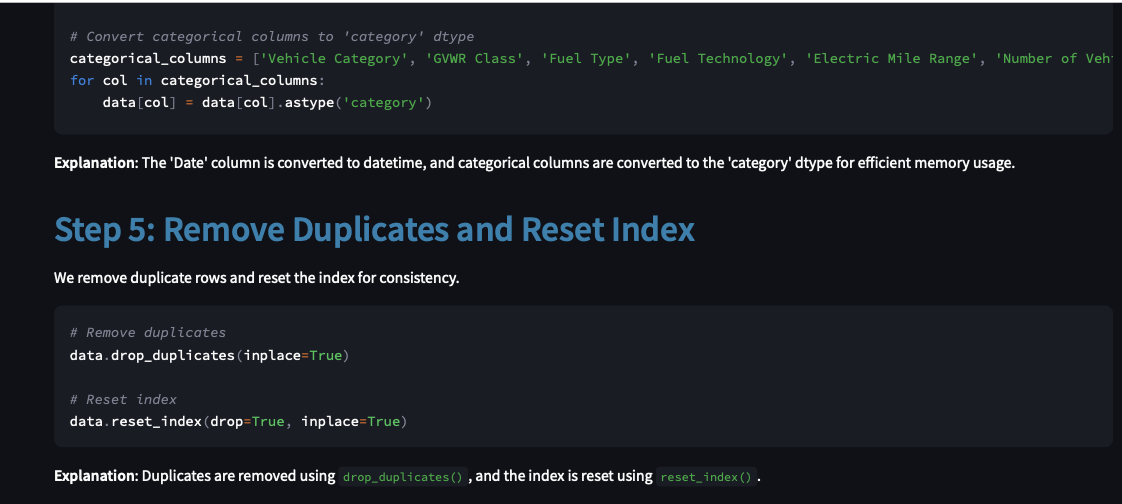 # Convert categorical columns to 'category' dtype
categorical_columns = ['Vehicle Category', 'GVWR Class', 'Fuel Type', 'Fuel Technology', 'Electric Mile Range', 'Number of
for col in categorical_columns:
    data[col] = data[col].astype('category')
Explanation: The 'Date' column is converted to datetime, and categorical columns are converted to the 'category' dtype for efficient memory usage.
Step 5: Remove Duplicates and Reset Index
We remove duplicate rows and reset the index for consistency.
# Remove duplicates
data.drop_duplicates(inplace=True)
# Reset index
data.reset_index(drop=True, inplace=True)
Explanation: Duplicates are removed using drop_duplicates() , and the index is reset using reset_index() .